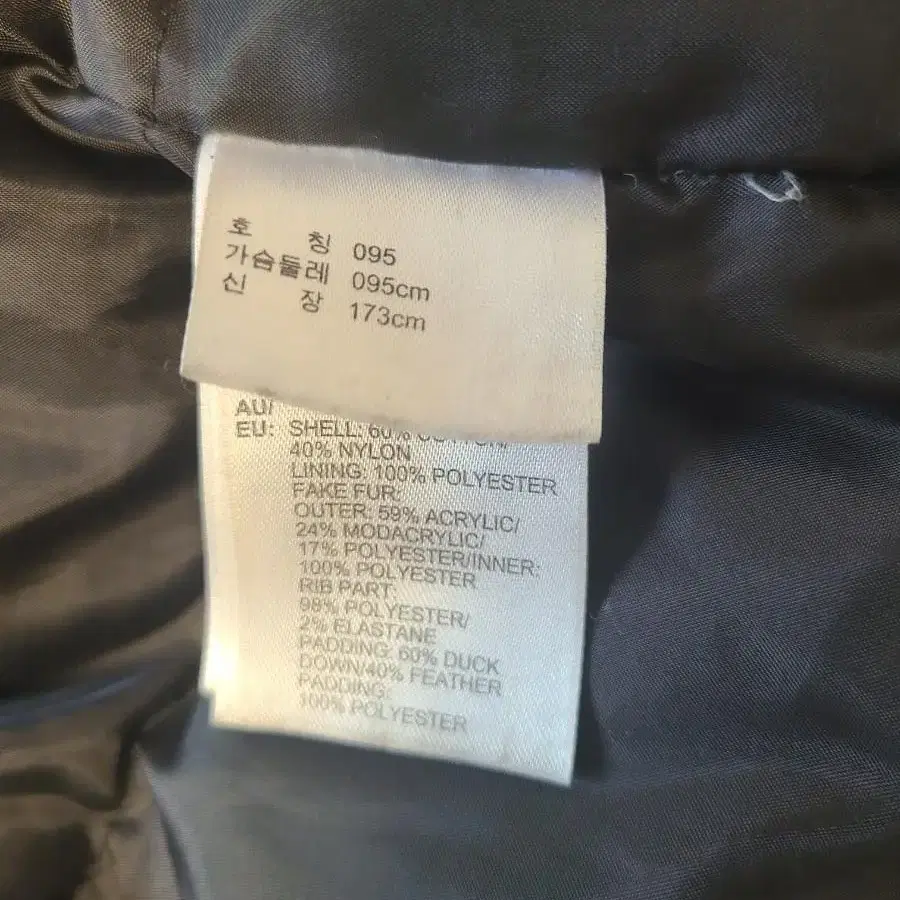 호 칭 095
가슴둘레 095cm
신 장 173cm
AU/
EU: SHELL: 60%
40% NYLON
LINING: 100% POLYESTER
FAKE FUR:
OUTER: 59% ACRYLIC/
24% MODACRYLIC/
17% POLYESTER/INNER:
100% POLYESTER
RIB PART:
98% POLYESTER/
2% ELASTANE
PADDING: 60% DUCK
DOWN/40% FEATHER
PADDING:
100% POLYESTER